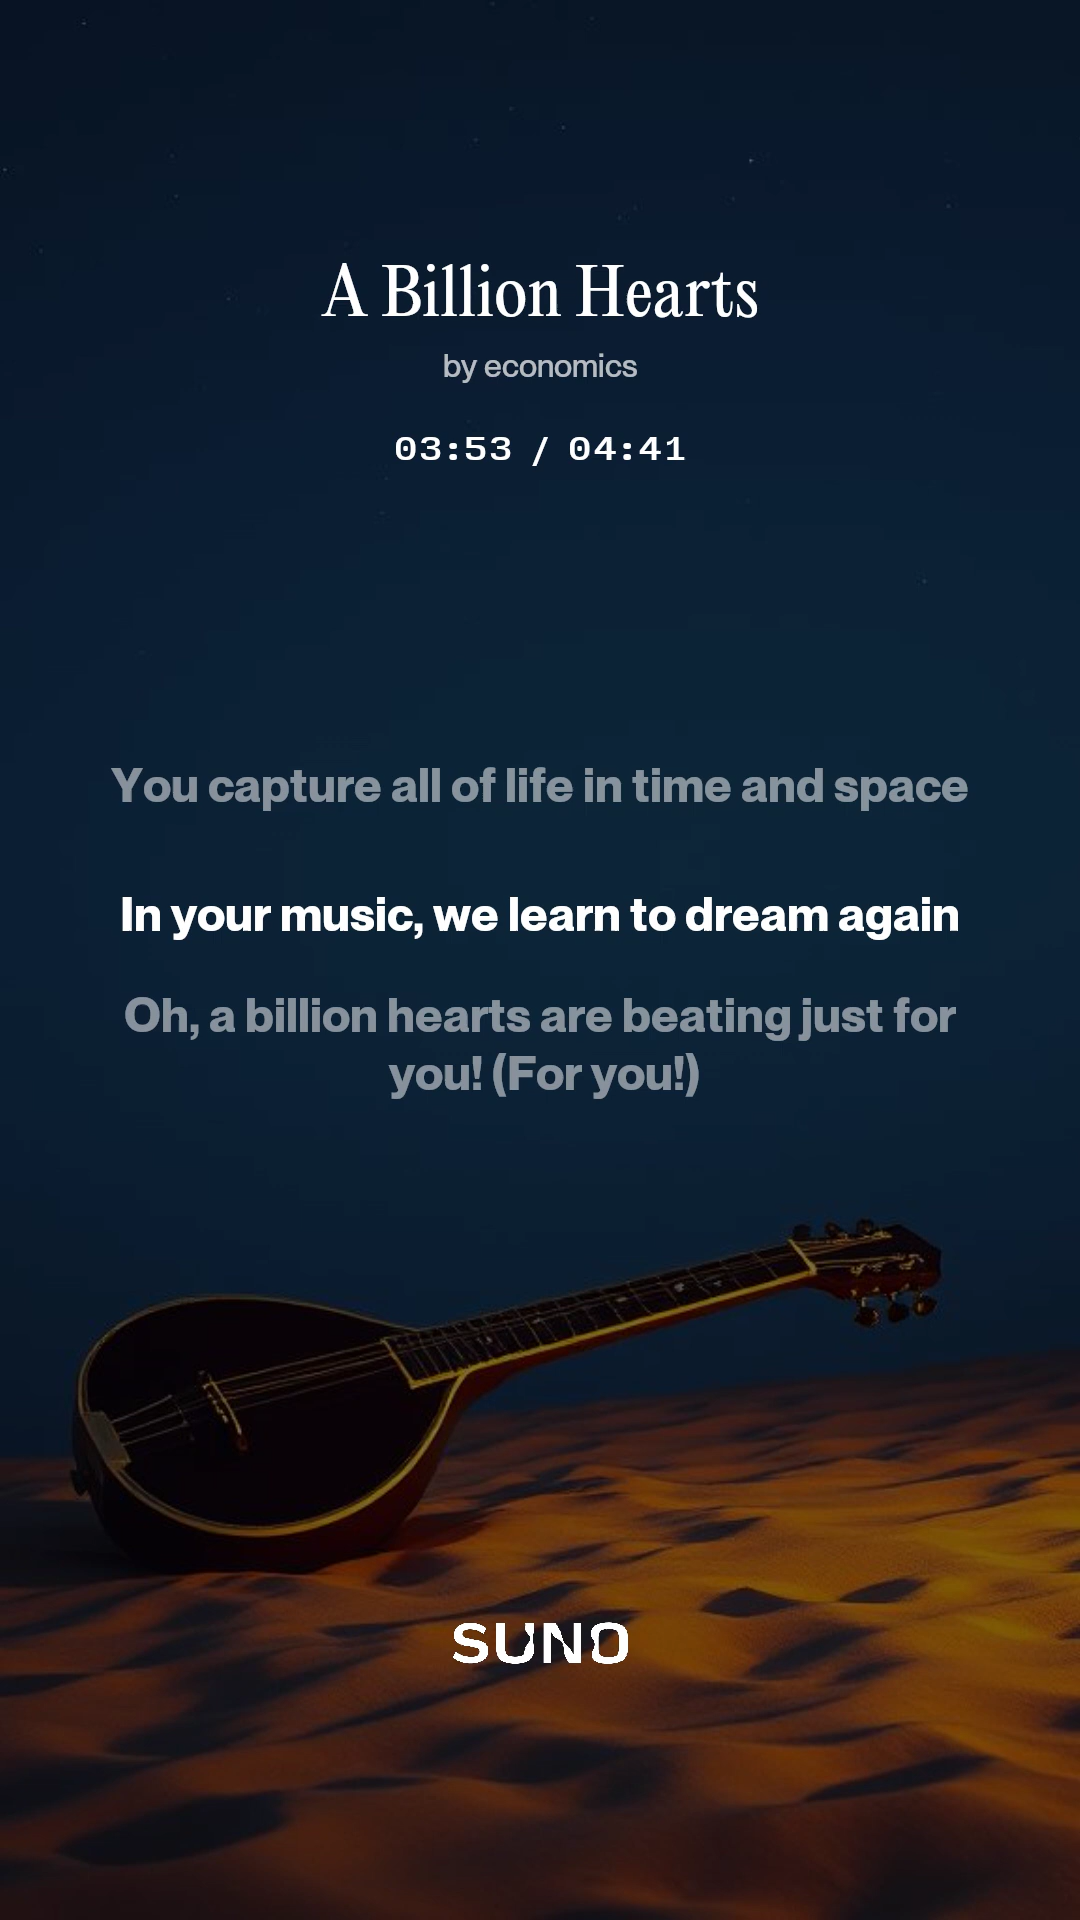 A Billion Hearts
by economics
03:53 / 04:41
You capture all of life in time and space
In your music, we learn to dream again
Oh, a billion hearts are beating just for
you! (For you!)
SUNO